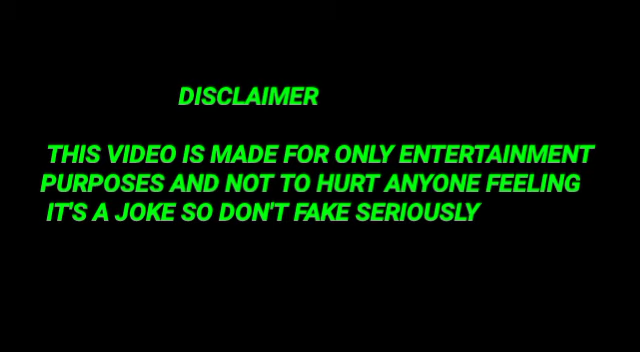 DISCLAIMER
THIS VIDEO IS MADE FOR ONLY ENTERTAINMENT
PURPOSES AND NOT TO HURT ANYONE FEELING
IT'S A JOKE SO DON'T FAKE SERIOUSLY